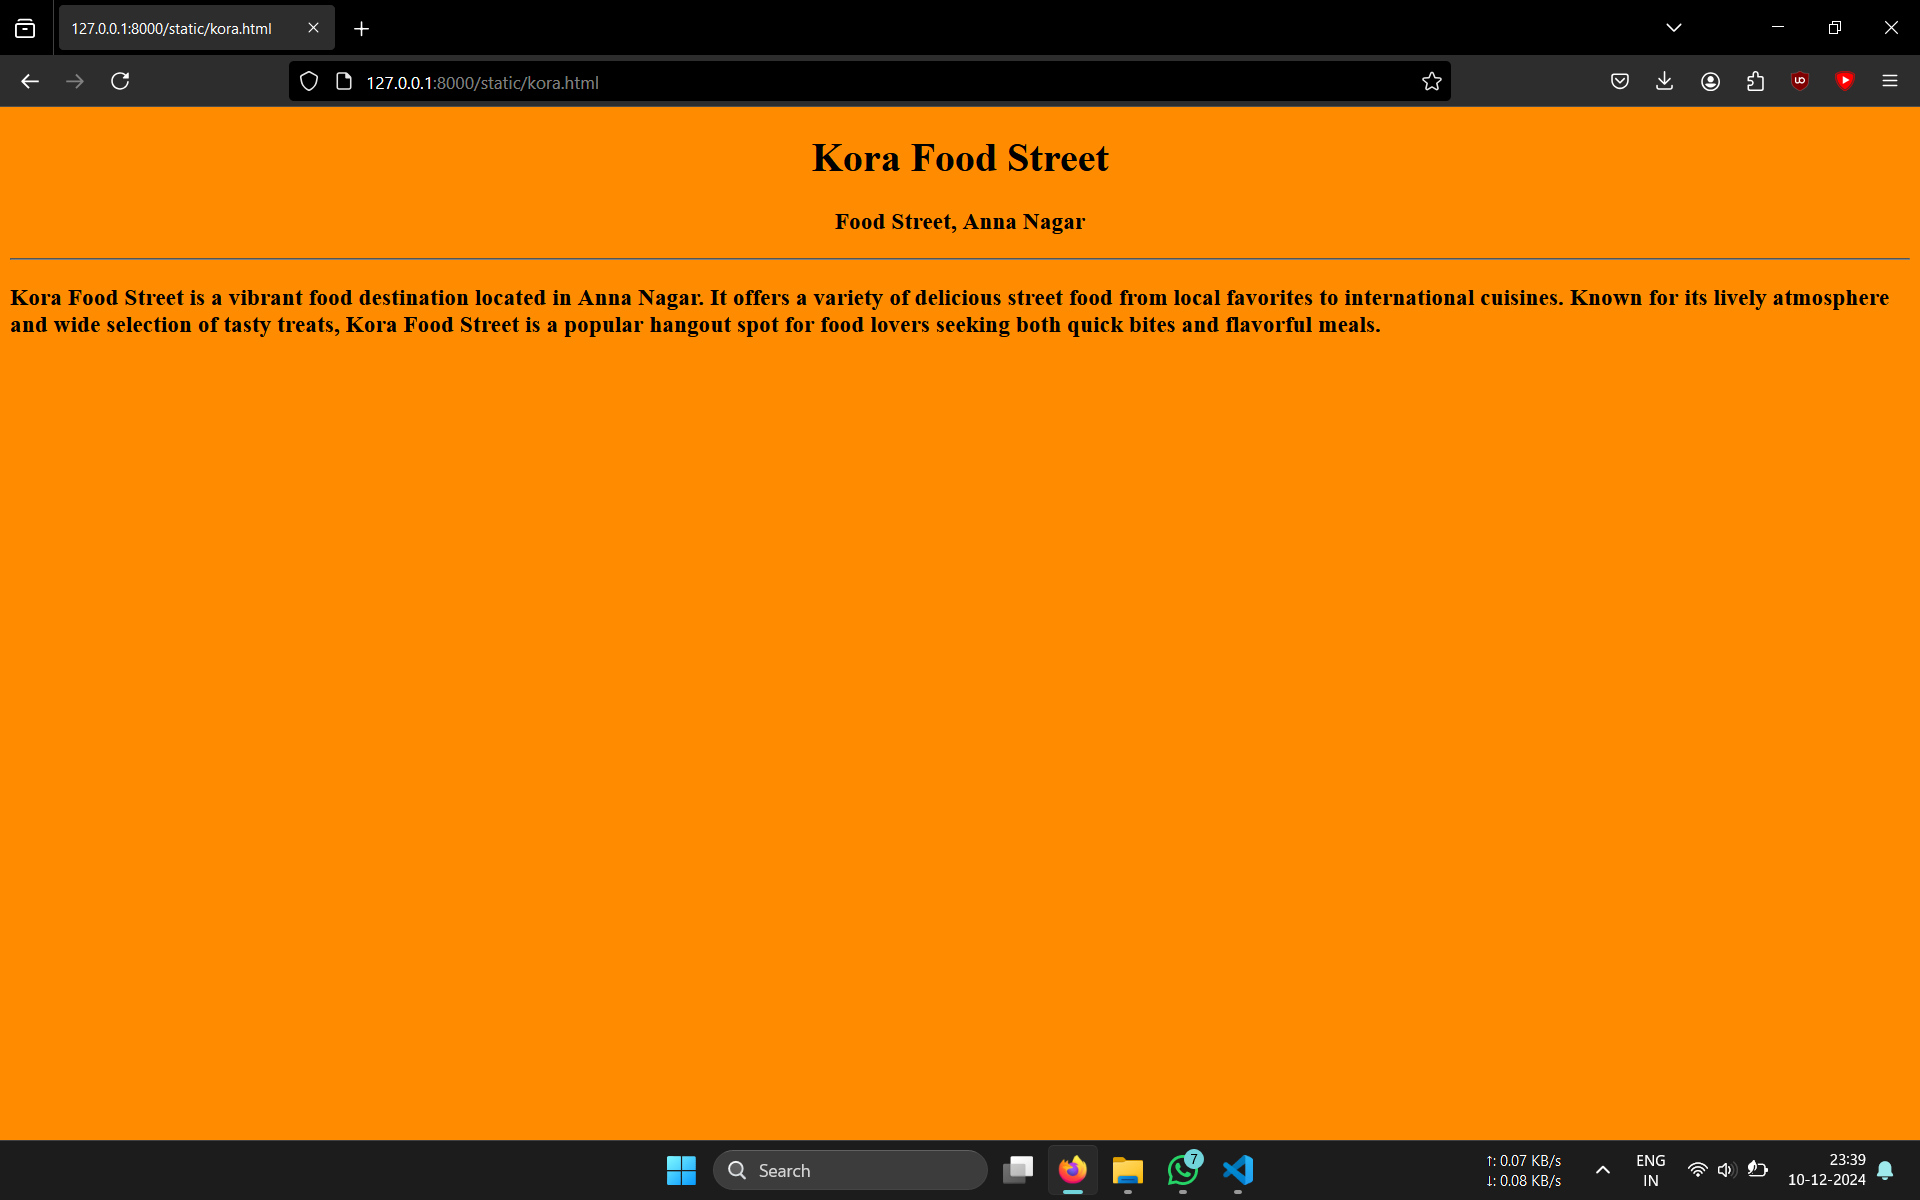 127.0.0.1:8000/static/kora.html
127.0.0.1:8000/static/kora.html
Kora Food Street
Food Street, Anna Nagar
Kora Food Street is a vibrant food destination located in Anna Nagar. It offers a variety of delicious street food from local favorites to international cuisines. Known for its lively atmosphere
and wide selection of tasty treats, Kora Food Street is a popular hangout spot for food lovers seeking both quick bites and flavorful meals.
Search
7
↑: 0.07 KB/s
↓: 0.08 KB/s
ENG
IN
23:39
10-12-2024